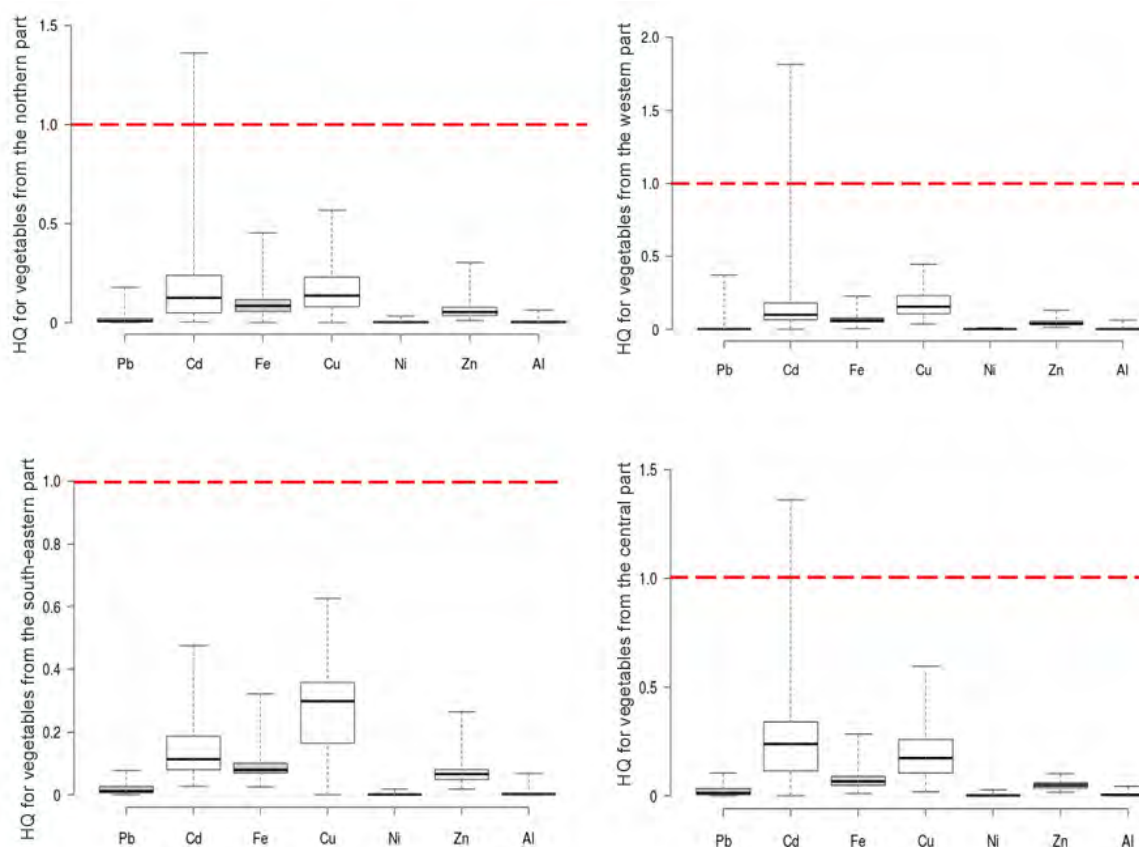 HQ for vegetables from the northern part
1.5
1.0
0.5
0
Pb Cd Fe Cu Ni Zn Al
HQ for vegetables from the western part
2.0
1.5
1.0
0.5
0
Pb Cd Fe Cu Ni Zn Al
HQ for vegetables from the south-eastern part
1.0
0.8
0.6
0.4
0.2
0
Pb Cd Fe Cu Ni Zn Al
HQ for vegetables from the central part
1.5
1.0
0.5
0
Pb Cd Fe Cu Ni Zn Al